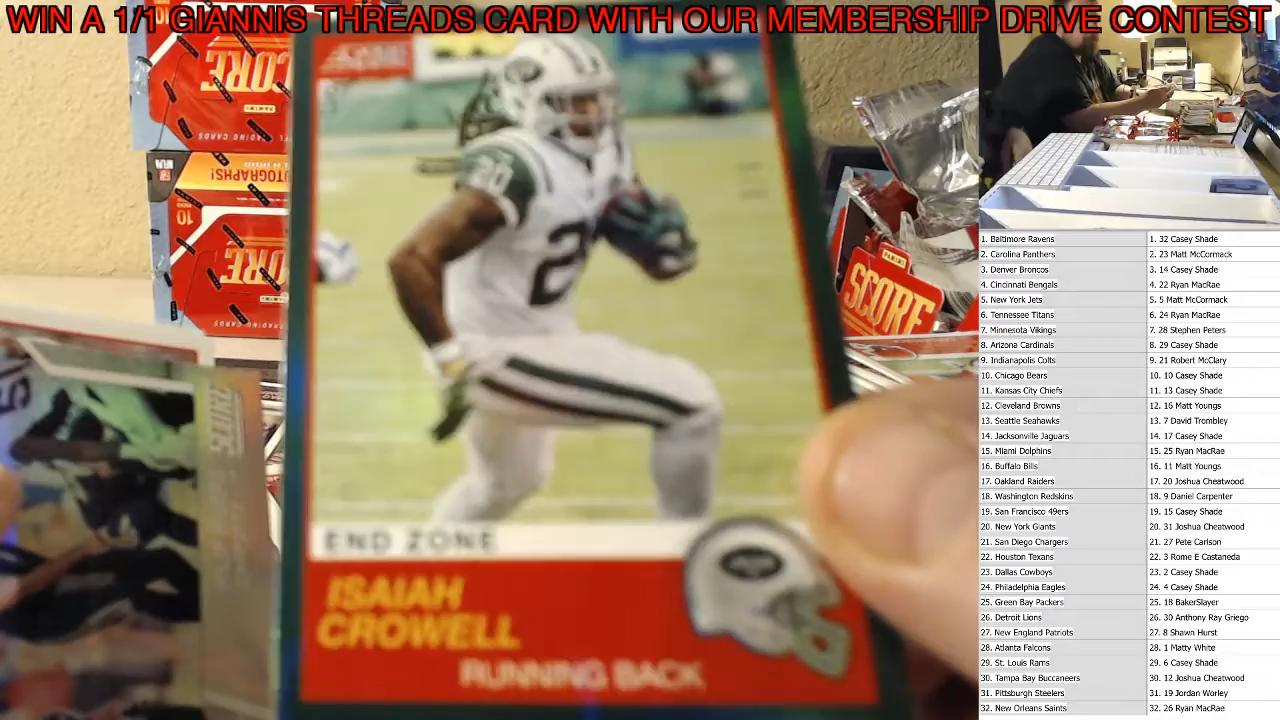 WIN A 1/1 GIANNIS THREADS CARD WITH OUR MEMBERSHIP DRIVE CONTEST
SCORE
20
2
END ZONE
ISAIAH
CROWELL
RUNNING BACK
JETS
SCORE
TRADING CARDS
AUTOGRAPHS!
10
SCORE
TRADING CARDS
PANINI
SCORE
SCORE
1. Baltimore Ravens 1. 32 Casey Shade
2. Carolina Panthers 2. 23 Matt McCormack
3. Denver Broncos 3. 14 Casey Shade
4. Cincinnati Bengals 4. 22 Ryan MacRae
5. New York Jets 5. 5 Matt McCormack
6. Tennessee Titans 6. 24 Ryan MacRae
7. Minnesota Vikings 7. 28 Stephen Peters
8. Arizona Cardinals 8. 29 Casey Shade
9. Indianapolis Colts 9. 21 Robert McClary
10. Chicago Bears 10. 10 Casey Shade
11. Kansas City Chiefs 11. 13 Casey Shade
12. Cleveland Browns 12. 16 Matt Youngs
13. Seattle Seahawks 13. 7 David Trombley
14. Jacksonville Jaguars 14. 17 Casey Shade
15. Miami Dolphins 15. 25 Ryan MacRae
16. Buffalo Bills 16. 11 Matt Youngs
17. Oakland Raiders 17. 20 Joshua Cheatwood
18. Washington Redskins 18. 9 Daniel Carpenter
19. San Francisco 49ers 19. 15 Casey Shade
20. New York Giants 20. 31 Joshua Cheatwood
21. San Diego Chargers 21. 27 Pete Carlson
22. Houston Texans 22. 3 Rome E Castaneda
23. Dallas Cowboys 23. 2 Casey Shade
24. Philadelphia Eagles 24. 4 Casey Shade
25. Green Bay Packers 25. 18 BakerSlayer
26. Detroit Lions 26. 30 Anthony Ray Griego
27. New England Patriots 27. 8 Shawn Hurst
28. Atlanta Falcons 28. 1 Matty White
29. St. Louis Rams 29. 6 Casey Shade
30. Tampa Bay Buccaneers 30. 12 Joshua Cheatwood
31. Pittsburgh Steelers 31. 19 Jordan Worley
32. New Orleans Saints 32. 26 Ryan MacRae